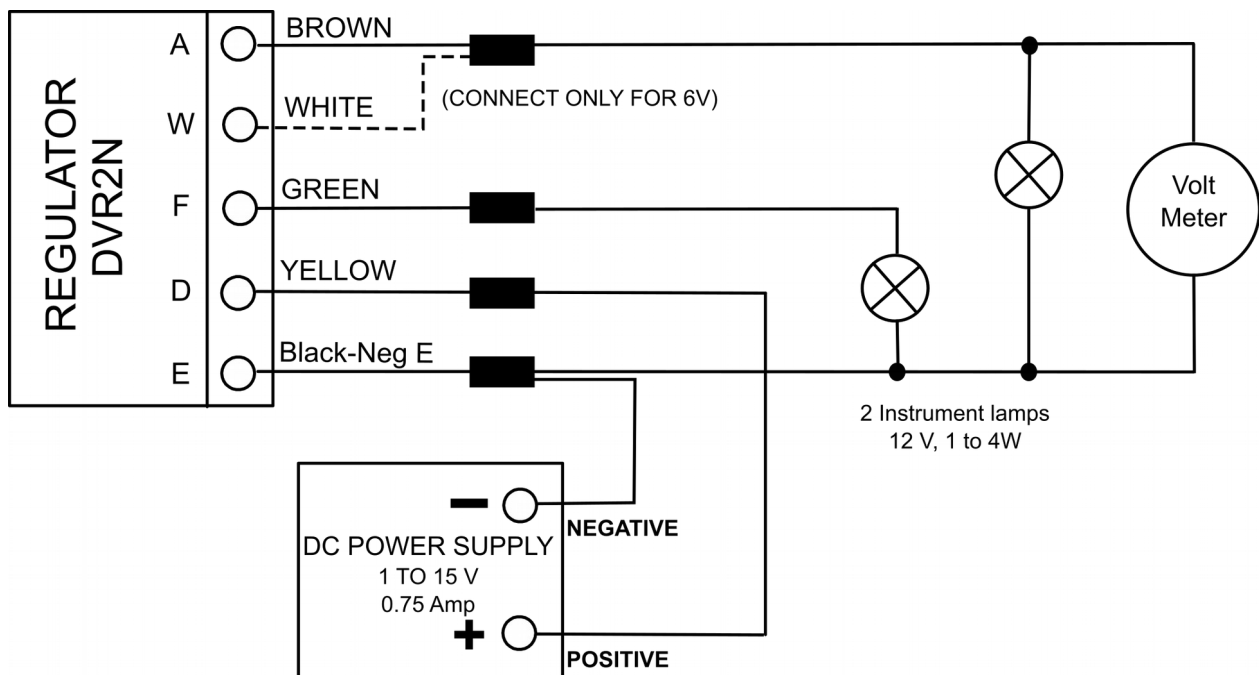 REGULATOR
DVR2N
A
BROWN
(CONNECT ONLY FOR 6V)
W
WHITE
F
GREEN
D
YELLOW
E
Black-Neg E
Volt
Meter
2 Instrument lamps
12 V, 1 to 4W
−
NEGATIVE
DC POWER SUPPLY
1 TO 15 V
0.75 Amp
+
POSITIVE